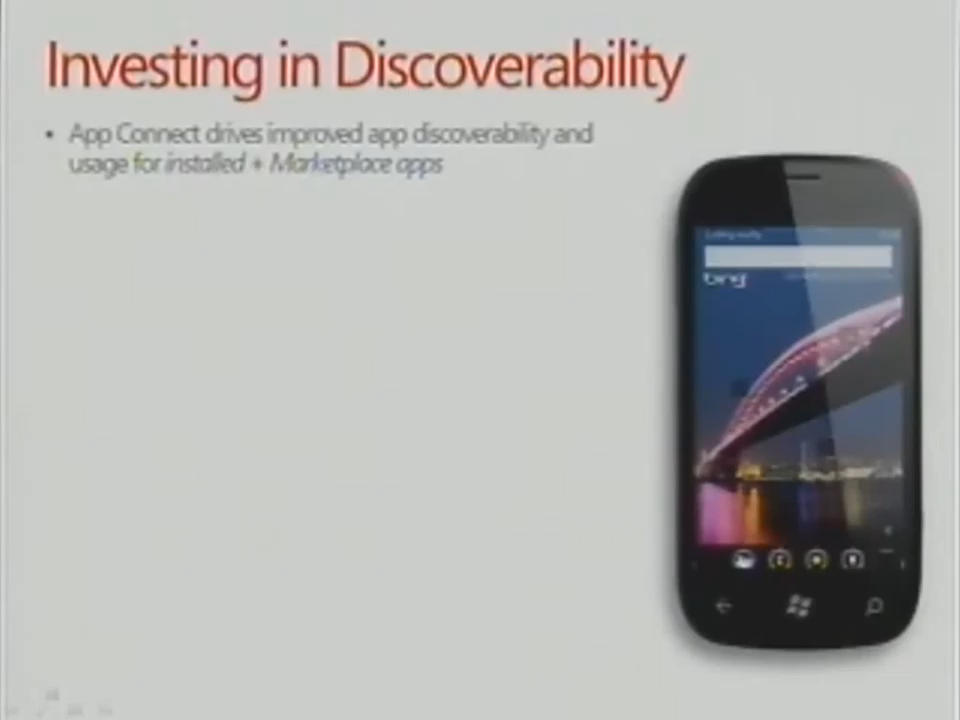 Investing in Discoverability
• App Connect drives improved app discoverability and
usage for installed + Marketplace apps
bing